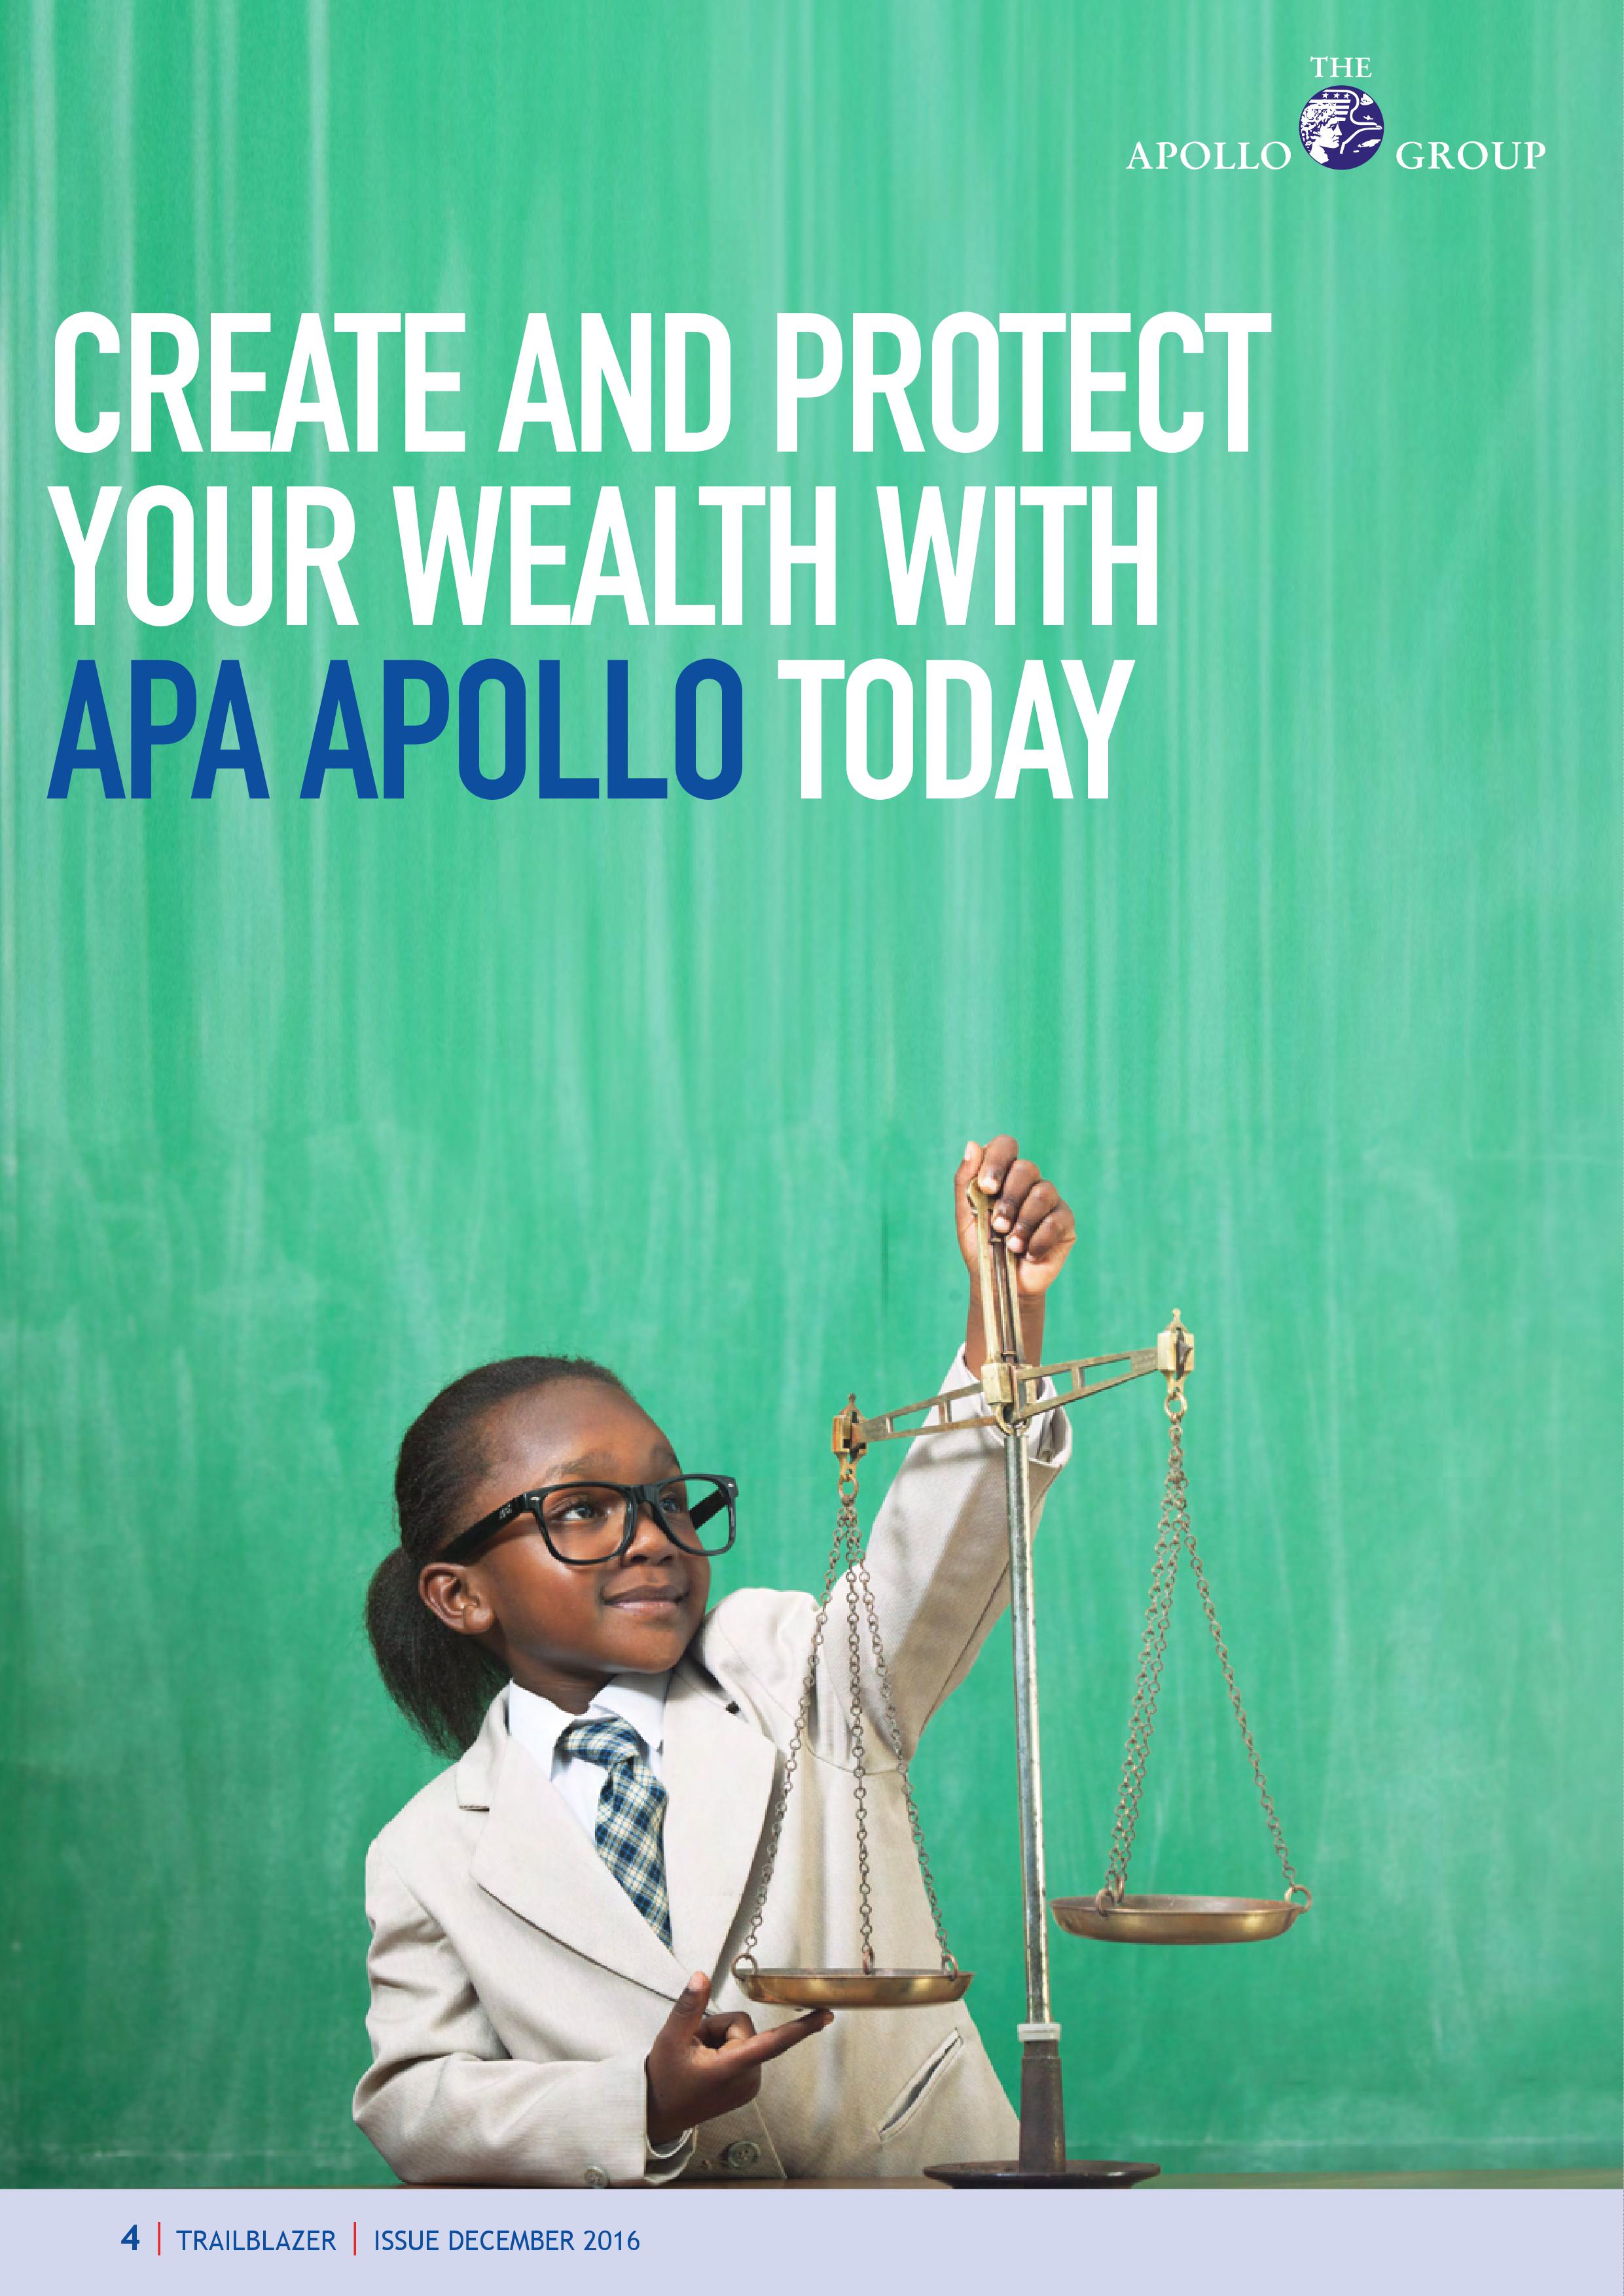 THE
APOLLO GROUP
CREATE AND PROTECT
YOUR WEALTH WITH
APA APOLLO TODAY
4 | TRAILBLAZER | ISSUE DECEMBER 2016